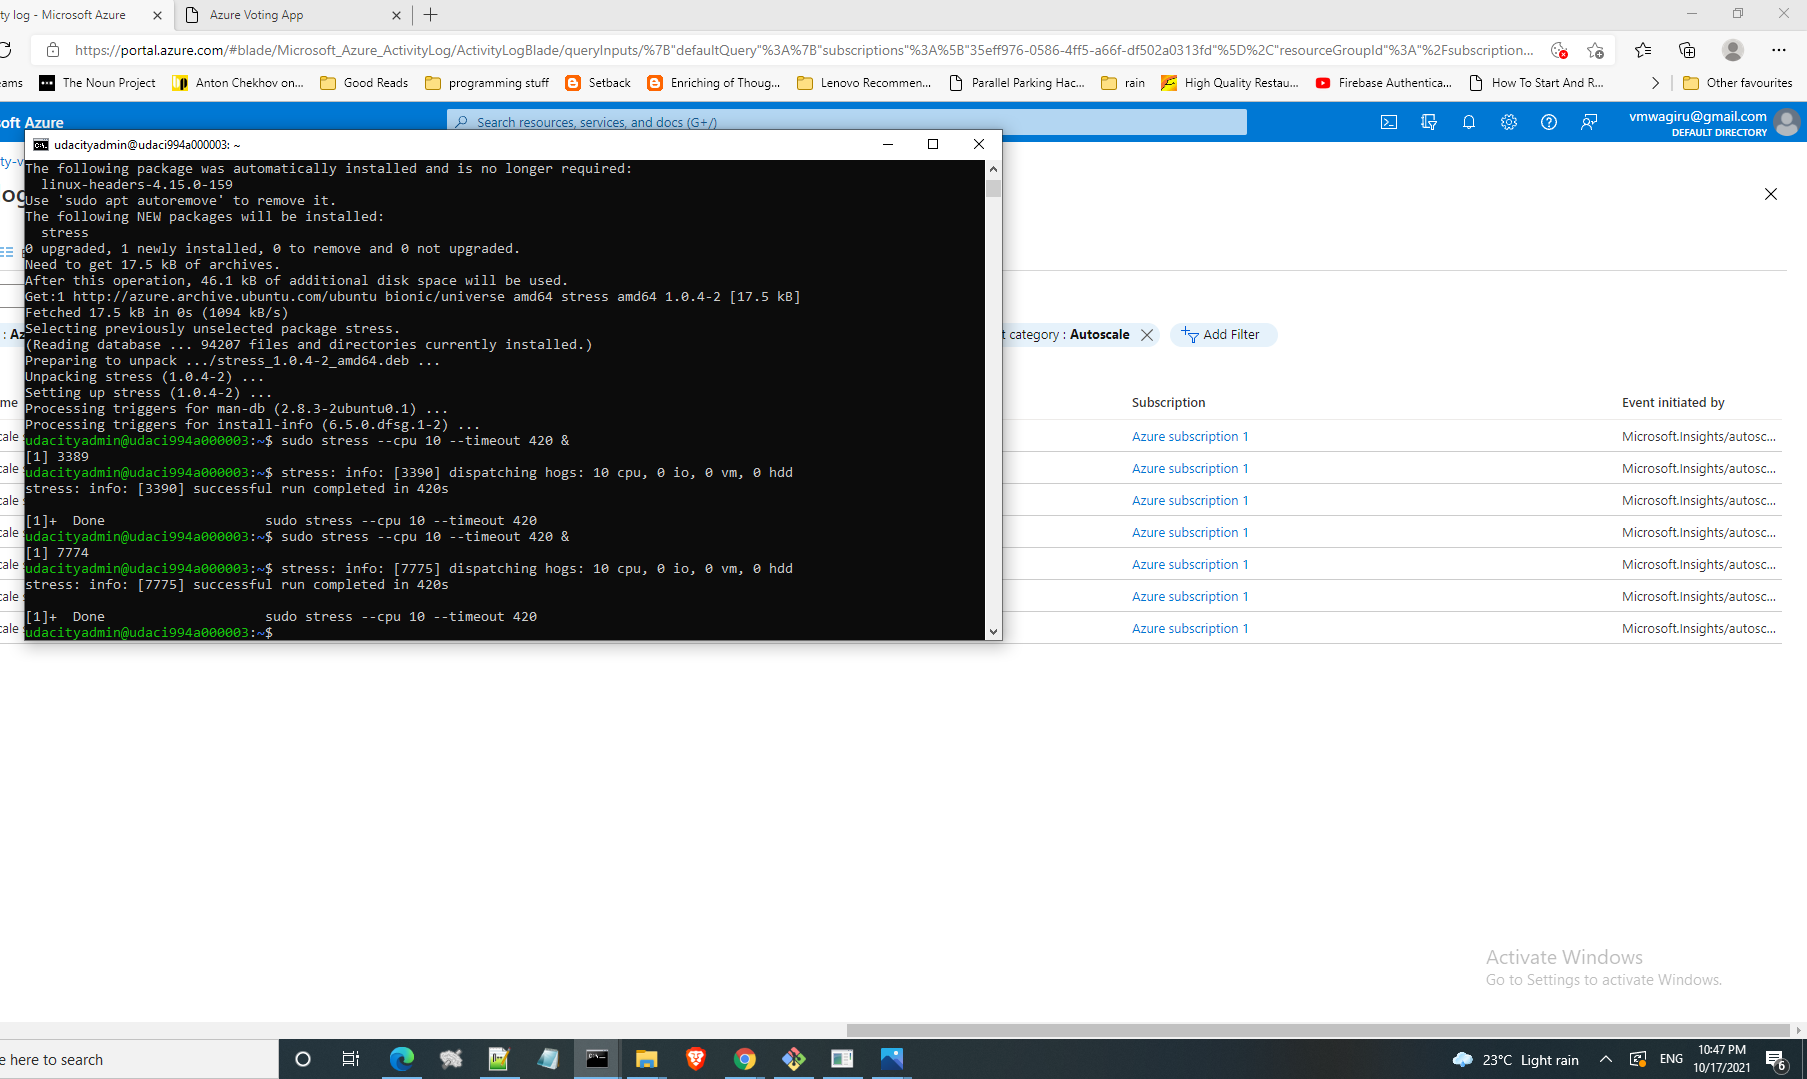 ty log - Microsoft Azure
Azure Voting App
https://portal.azure.com/#blade/Microsoft_Azure_ActivityLog/ActivityLogBlade/queryInputs/%7B"defaultQuery"%3A%7B"subscriptions"%3A%5B"35eff976-0586-4ff5-a66f-df502a0313fd"%5D%2C"resourceGroupId"%3A"%2Fsubscription...
ams The Noun Project Anton Chekhov on... Good Reads programming stuff Setback Enriching of Thoug... Lenovo Recommen... Parallel Parking Hac... rain High Quality Restau... Firebase Authentica... How To Start And R... Other favourites
oft Azure
Search resources, services, and docs (G+/)
vmwagiru@gmail.com
DEFAULT DIRECTORY
ty-v
og
udacityadmin@udaci994a000003: ~
The following package was automatically installed and is no longer required:
linux-headers-4.15.0-159
Use 'sudo apt autoremove' to remove it.
The following NEW packages will be installed:
stress
0 upgraded, 1 newly installed, 0 to remove and 0 not upgraded.
Need to get 17.5 kB of archives.
After this operation, 46.1 kB of additional disk space will be used.
Get:1 http://azure.archive.ubuntu.com/ubuntu bionic/universe amd64 stress amd64 1.0.4-2 [17.5 kB]
Fetched 17.5 kB in 0s (1094 kB/s)
Selecting previously unselected package stress.
(Reading database ... 94207 files and directories currently installed.)
Preparing to unpack .../stress_1.0.4-2_amd64.deb ...
Unpacking stress (1.0.4-2) ...
Setting up stress (1.0.4-2) ...
Processing triggers for man-db (2.8.3-2ubuntu0.1) ...
Processing triggers for install-info (6.5.0.dfsg.1-2) ...
udacityadmin@udaci994a000003:~$ sudo stress --cpu 10 --timeout 420 &
[1] 3389
udacityadmin@udaci994a000003:~$ stress: info: [3390] dispatching hogs: 10 cpu, 0 io, 0 vm, 0 hdd
stress: info: [3390] successful run completed in 420s
[1]+  Done                    sudo stress --cpu 10 --timeout 420
udacityadmin@udaci994a000003:~$ sudo stress --cpu 10 --timeout 420 &
[1] 7774
udacityadmin@udaci994a000003:~$ stress: info: [7775] dispatching hogs: 10 cpu, 0 io, 0 vm, 0 hdd
stress: info: [7775] successful run completed in 420s
[1]+  Done                    sudo stress --cpu 10 --timeout 420
udacityadmin@udaci994a000003:~$
: Az
t category : Autoscale
Add Filter
me
Subscription
Event initiated by
cale Azure subscription 1 Microsoft.Insights/autosc...
cale Azure subscription 1 Microsoft.Insights/autosc...
cale Azure subscription 1 Microsoft.Insights/autosc...
cale Azure subscription 1 Microsoft.Insights/autosc...
cale Azure subscription 1 Microsoft.Insights/autosc...
cale Azure subscription 1 Microsoft.Insights/autosc...
cale Azure subscription 1 Microsoft.Insights/autosc...
Activate Windows
Go to Settings to activate Windows.
e here to search
23°C Light rain
ENG
10:47 PM
10/17/2021
6